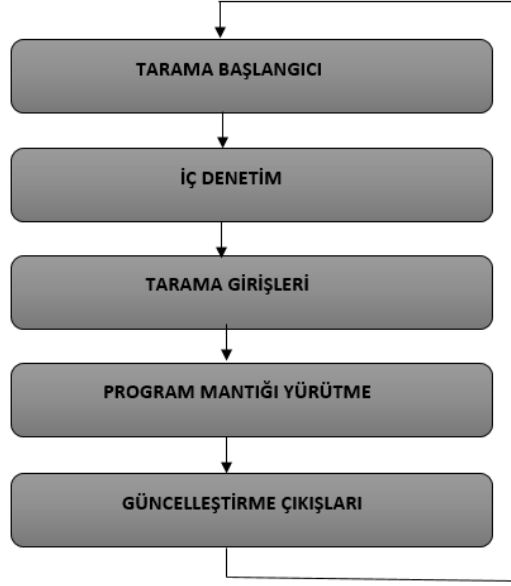 TARAMA BAŞLANGICI
İÇ DENETİM
TARAMA GİRİŞLERİ
PROGRAM MANTIĞI YÜRÜTME
GÜNCELLEŞTİRME ÇIKIŞLARI